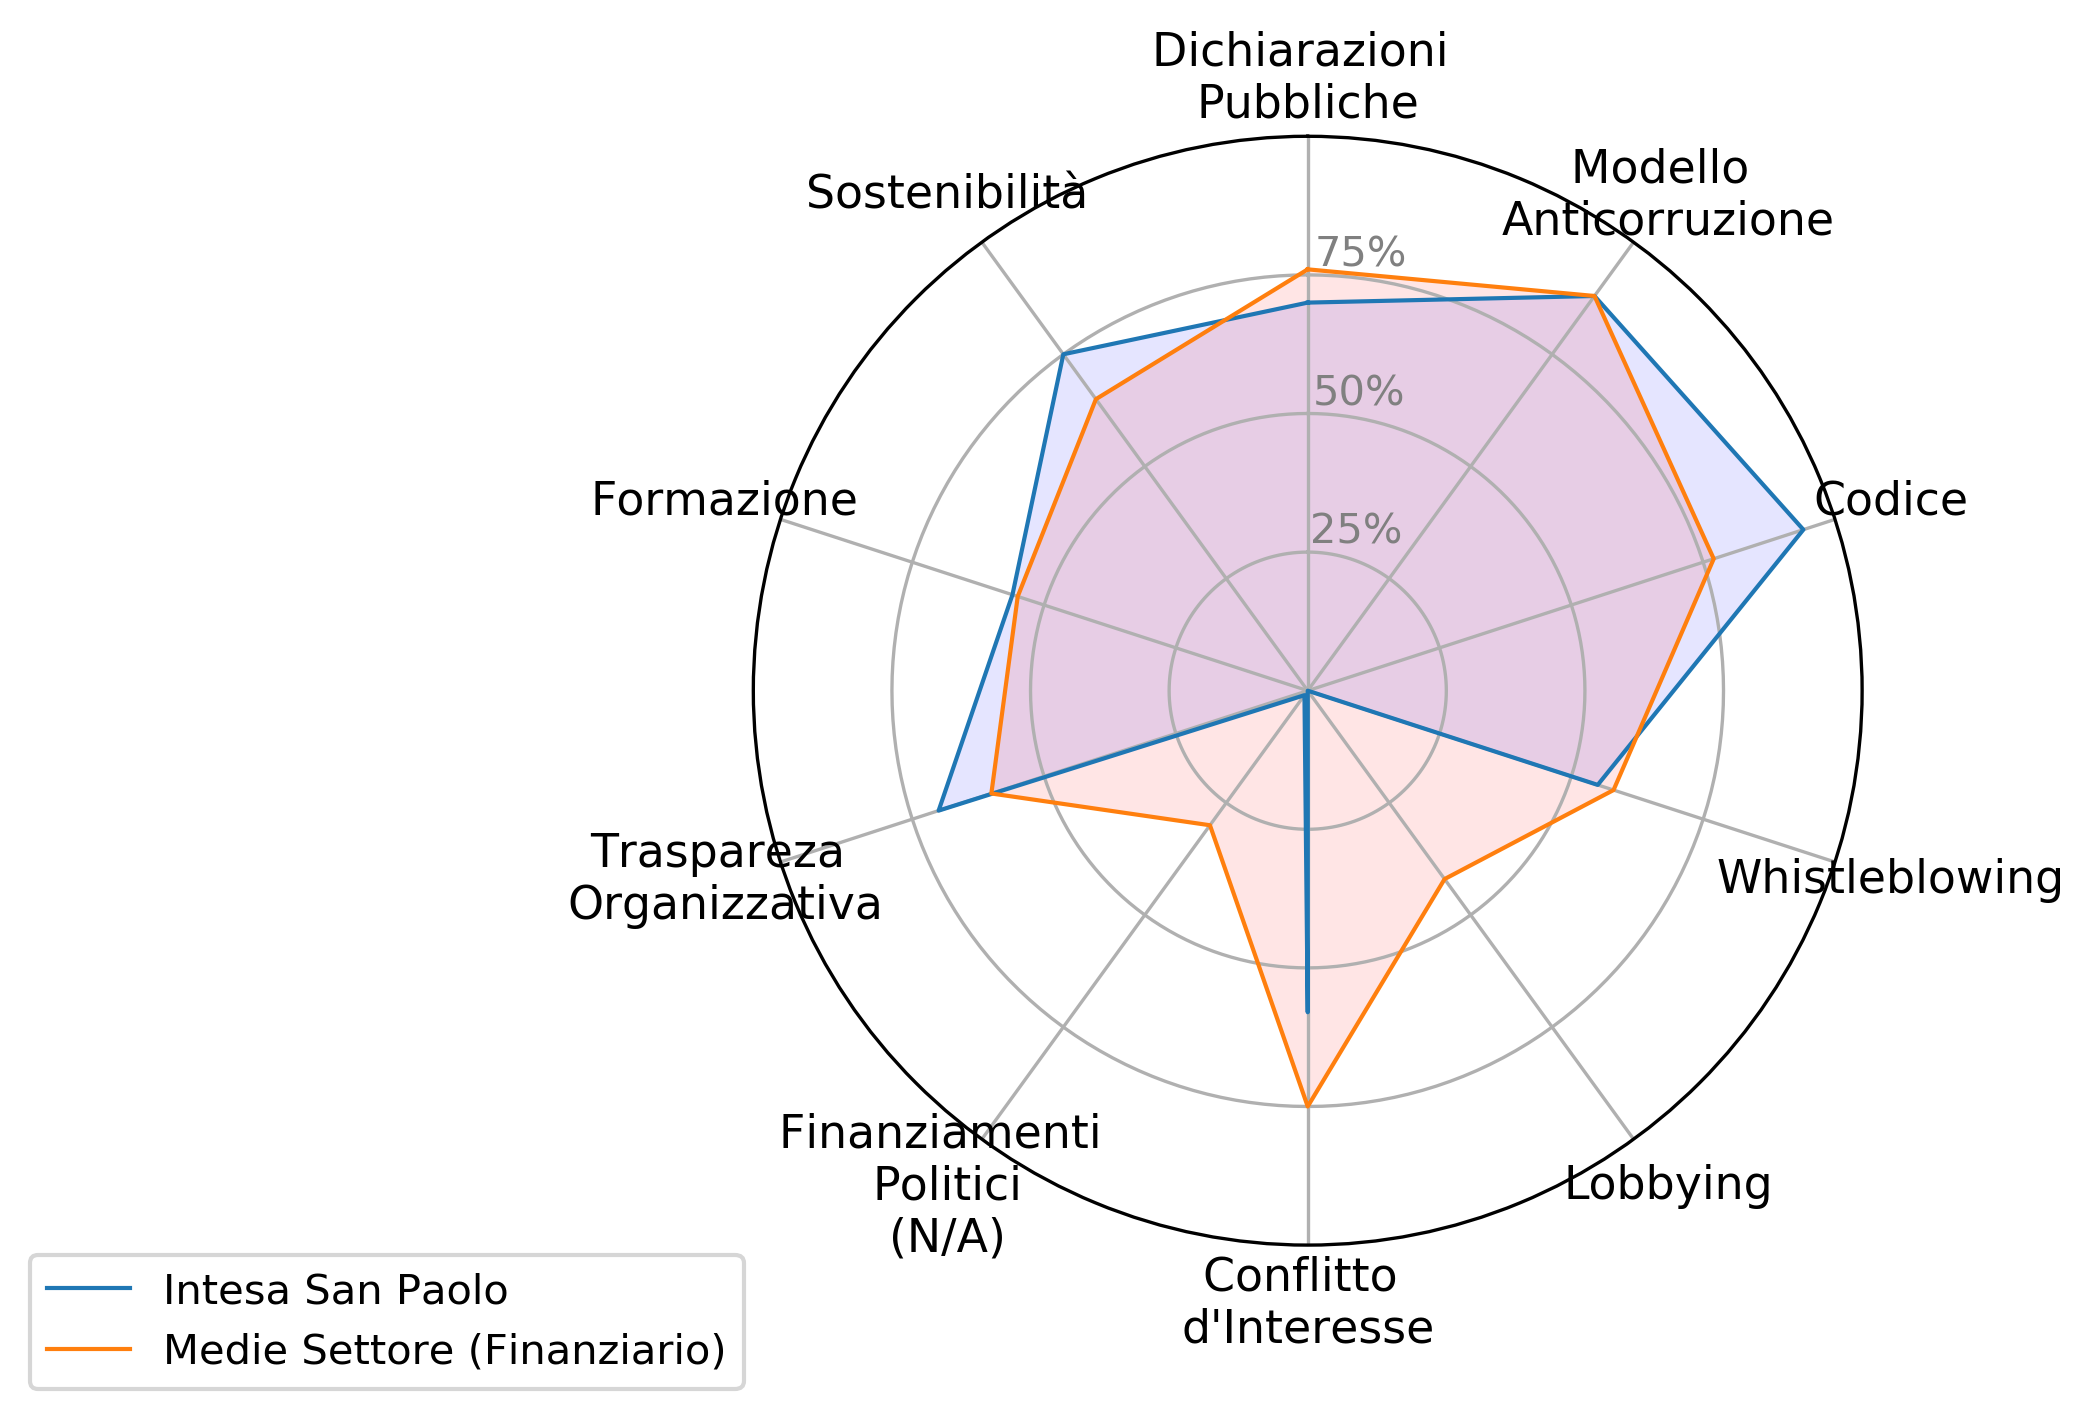 Dichiarazioni
Pubbliche
Modello
Anticorruzione
Sostenibilità
75%
50%
25%
Formazione
Codice
Traspareza
Organizzativa
Whistleblowing
Finanziamenti
Politici
(N/A)
Lobbying
Conflitto
d'Interesse
Intesa San Paolo
Medie Settore (Finanziario)